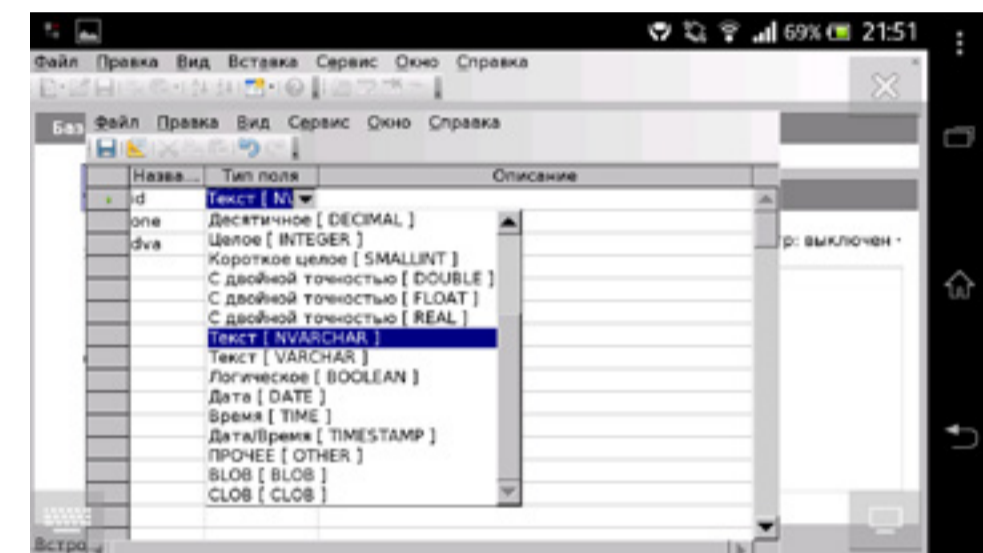 69% 21:51
Файл Правка Вид Вставка Сервис Окно Справка
Баз
Файл Правка Вид Сервис Окно Справка
Назва... Тип поля Описание
id Текст [ NV
one
dva
Десятичное [ DECIMAL ]
Целое [ INTEGER ]
Короткое целое [ SMALLINT ]
С двойной точностью [ DOUBLE ]
С двойной точностью [ FLOAT ]
С двойной точностью [ REAL ]
Текст [ NVARCHAR ]
Текст [ VARCHAR ]
Логическое [ BOOLEAN ]
Дата [ DATE ]
Время [ TIME ]
Дата/Время [ TIMESTAMP ]
ПРОЧЕЕ [ OTHER ]
BLOB [ BLOB ]
CLOB [ CLOB ]
р: выключен
Встро